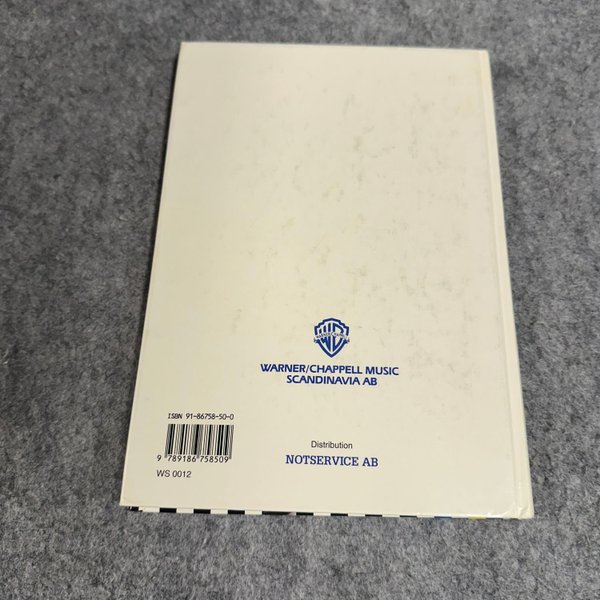 WARNER/CHAPPELL MUSIC
SCANDINAVIA AB
ISBN 91-86758-50-0
9 789186 758509
WS 0012
Distribution
NOTSERVICE AB